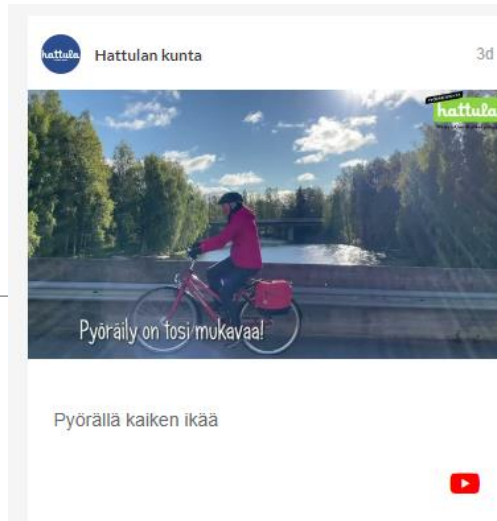 hattula
Hattulan kunta
3d
hattula
Pyöräily on tosi mukavaa!
Pyörällä kaiken ikää